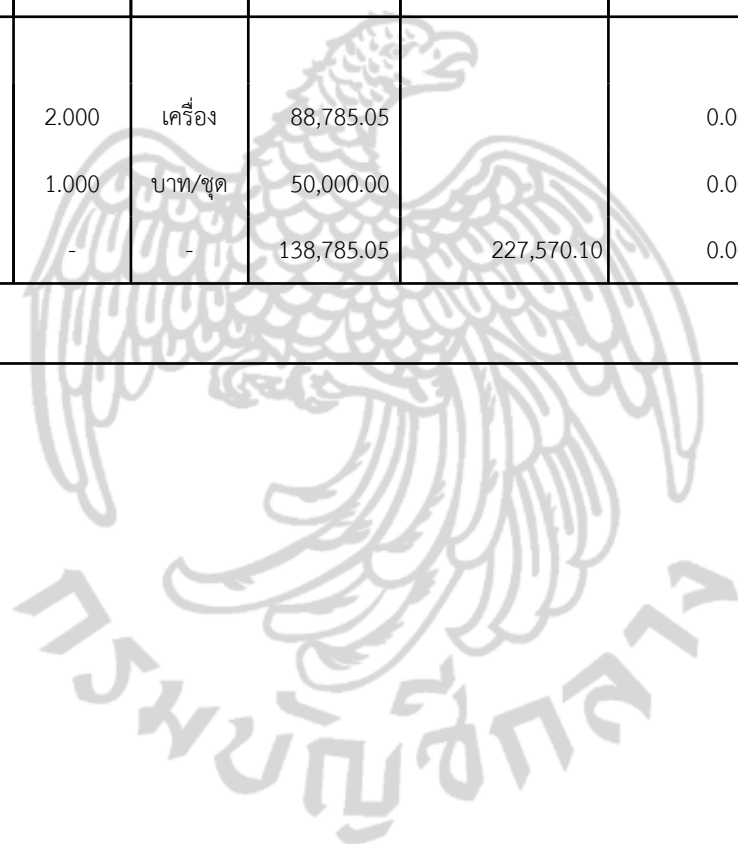 2.000 เครื่อง 88,785.05 0.0
1.000 บาท/ชุด 50,000.00 0.0
- - 138,785.05 227,570.10 0.0
กรมบัญชีกลาง